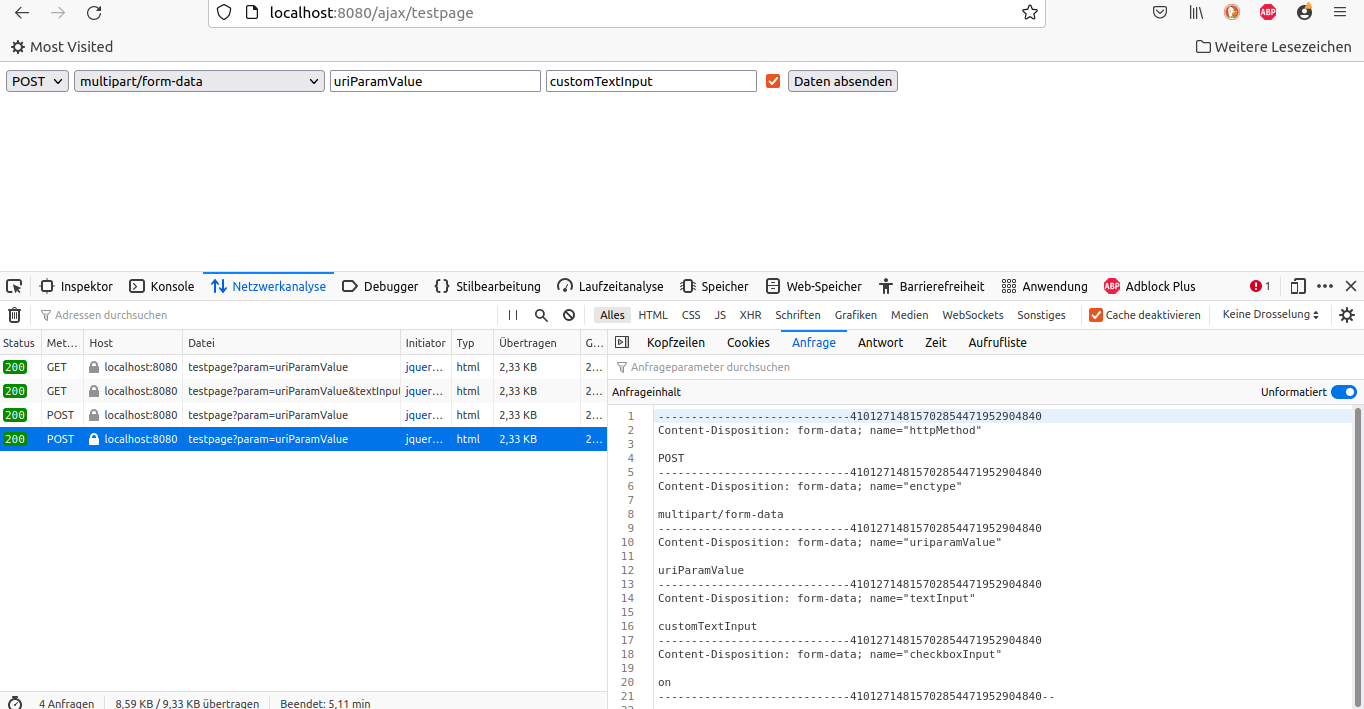 localhost:8080/ajax/testpage
ABP
Most Visited
Weitere Lesezeichen
POST multipart/form-data uriParamValue customTextInput Daten absenden
Inspektor Konsole Netzwerkanalyse Debugger Stilbearbeitung Laufzeitanalyse Speicher Web-Speicher Barrierefreiheit Anwendung ABP Adblock Plus 1
Adressen durchsuchen Alles HTML CSS JS XHR Schriften Grafiken Medien WebSockets Sonstiges Cache deaktivieren Keine Drosselung
Status Met… Host Datei Initiator Typ Übertragen G…
200 GET localhost:8080 testpage?param=uriParamValue jquer… html 2,33 KB 2…
200 GET localhost:8080 testpage?param=uriParamValue&textInput jquer… html 2,33 KB 2…
200 POST localhost:8080 testpage?param=uriParamValue jquer… html 2,33 KB 2…
200 POST localhost:8080 testpage?param=uriParamValue jquer… html 2,33 KB 2…
4 Anfragen 8,59 KB / 9,33 KB übertragen Beendet: 5,11 min
Kopfzeilen Cookies Anfrage Antwort Zeit Aufrufliste
Anfrageparameter durchsuchen
Anfrageinhalt Unformatiert
1 -----------------------------41012714815702854471952904840
2 Content-Disposition: form-data; name="httpMethod"
3
4 POST
5 -----------------------------41012714815702854471952904840
6 Content-Disposition: form-data; name="enctype"
7
8 multipart/form-data
9 -----------------------------41012714815702854471952904840
10 Content-Disposition: form-data; name="uriparamValue"
11
12 uriParamValue
13 -----------------------------41012714815702854471952904840
14 Content-Disposition: form-data; name="textInput"
15
16 customTextInput
17 -----------------------------41012714815702854471952904840
18 Content-Disposition: form-data; name="checkboxInput"
19
20 on
21 -----------------------------41012714815702854471952904840--